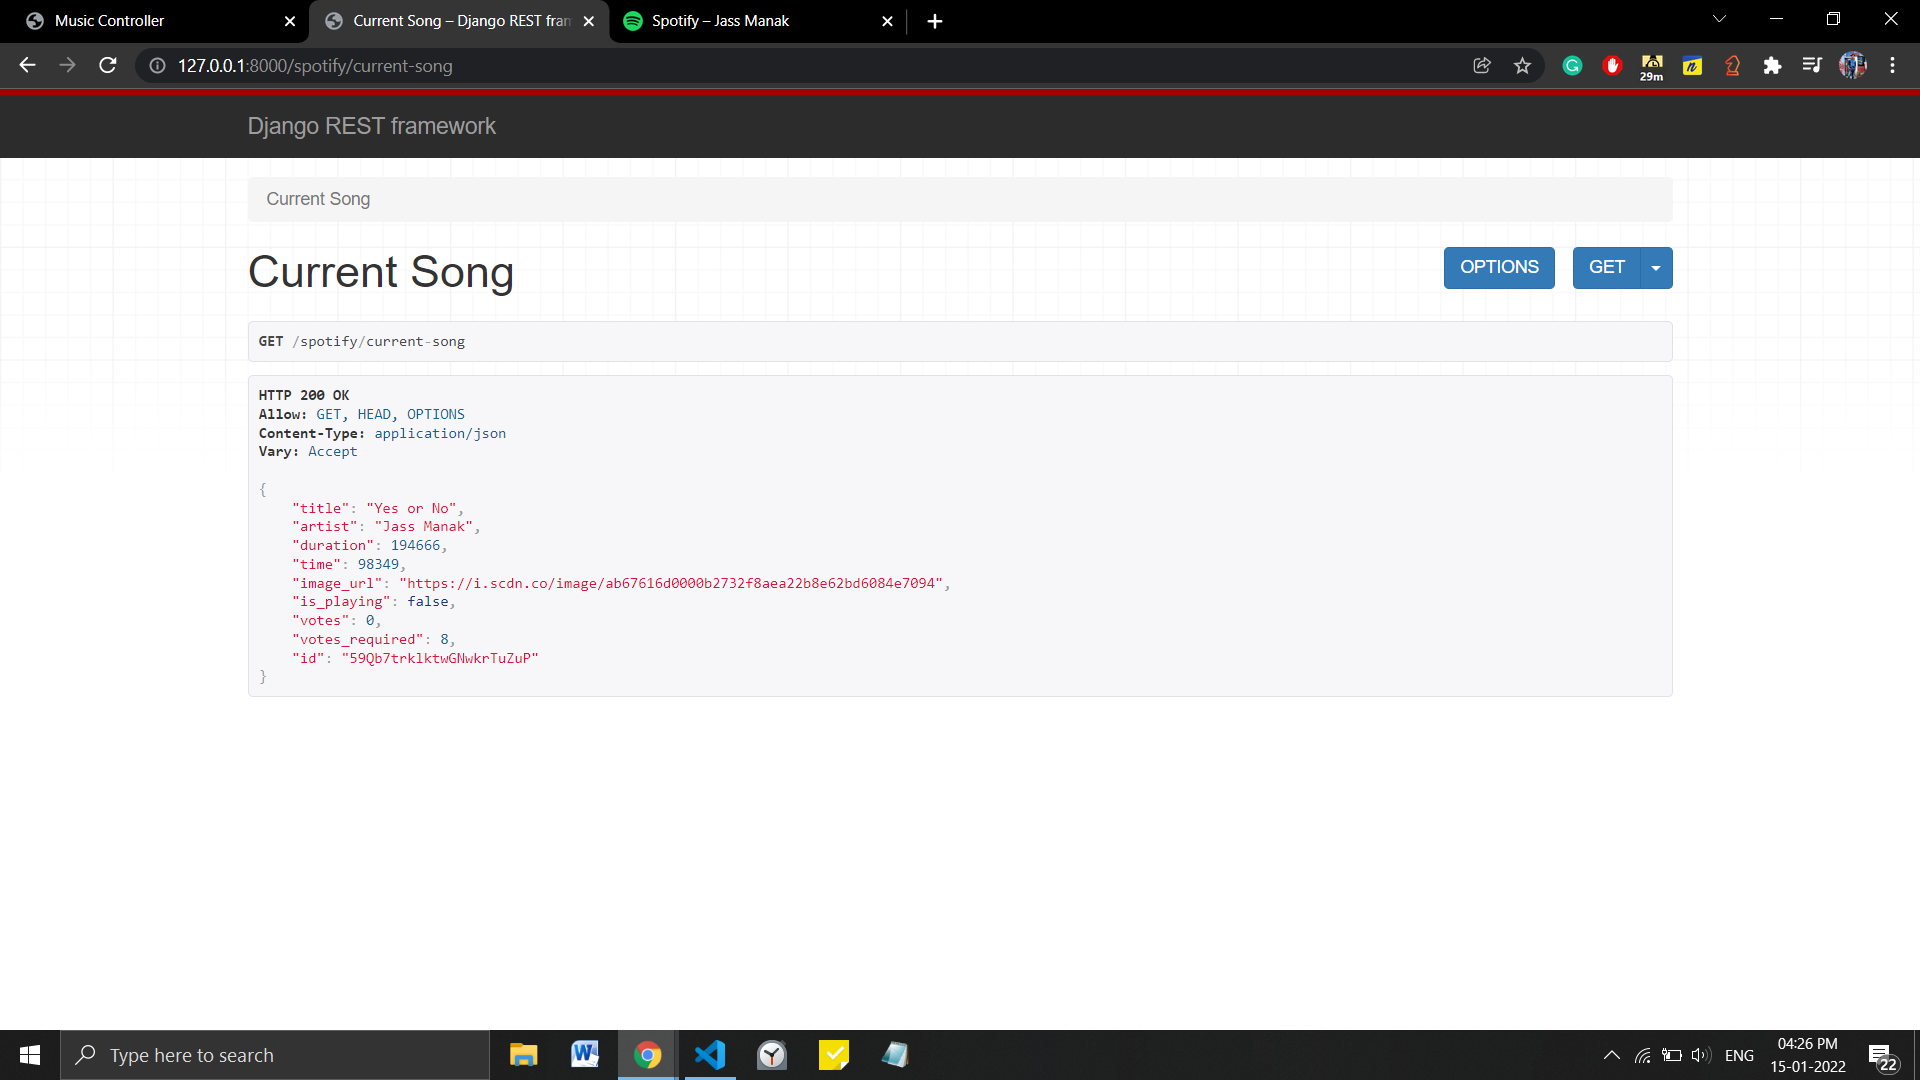 Music Controller
Current Song – Django REST fram
Spotify – Jass Manak
127.0.0.1:8000/spotify/current-song
29m
Django REST framework
Current Song
Current Song
OPTIONS
GET
GET /spotify/current-song
HTTP 200 OK
Allow: GET, HEAD, OPTIONS
Content-Type: application/json
Vary: Accept
{
    "title": "Yes or No",
    "artist": "Jass Manak",
    "duration": 194666,
    "time": 98349,
    "image_url": "https://i.scdn.co/image/ab67616d0000b2732f8aea22b8e62bd6084e7094",
    "is_playing": false,
    "votes": 0,
    "votes_required": 8,
    "id": "59Qb7trklktwGNwkrTuZuP"
}
Type here to search
ENG
04:26 PM
15-01-2022
22